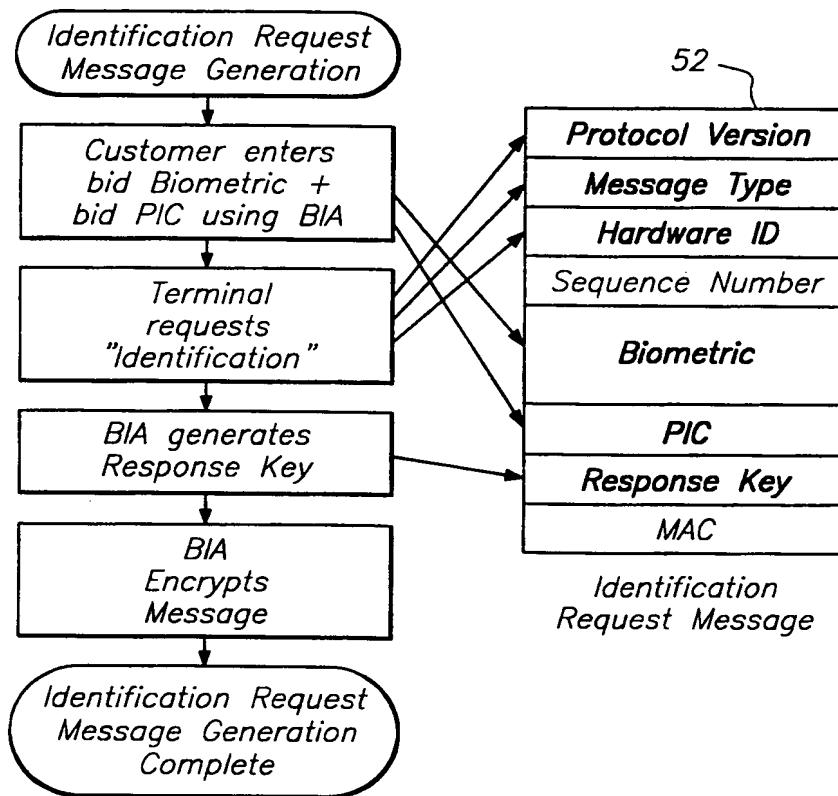 Identification Request
Message Generation
Customer enters
bid Biometric +
bid PIC using BIA
Terminal
requests
"Identification"
BIA generates
Response Key
BIA
Encrypts
Message
Identification Request
Message Generation
Complete
52
Protocol Version
Message Type
Hardware ID
Sequence Number
Biometric
PIC
Response Key
MAC
Identification
Request Message